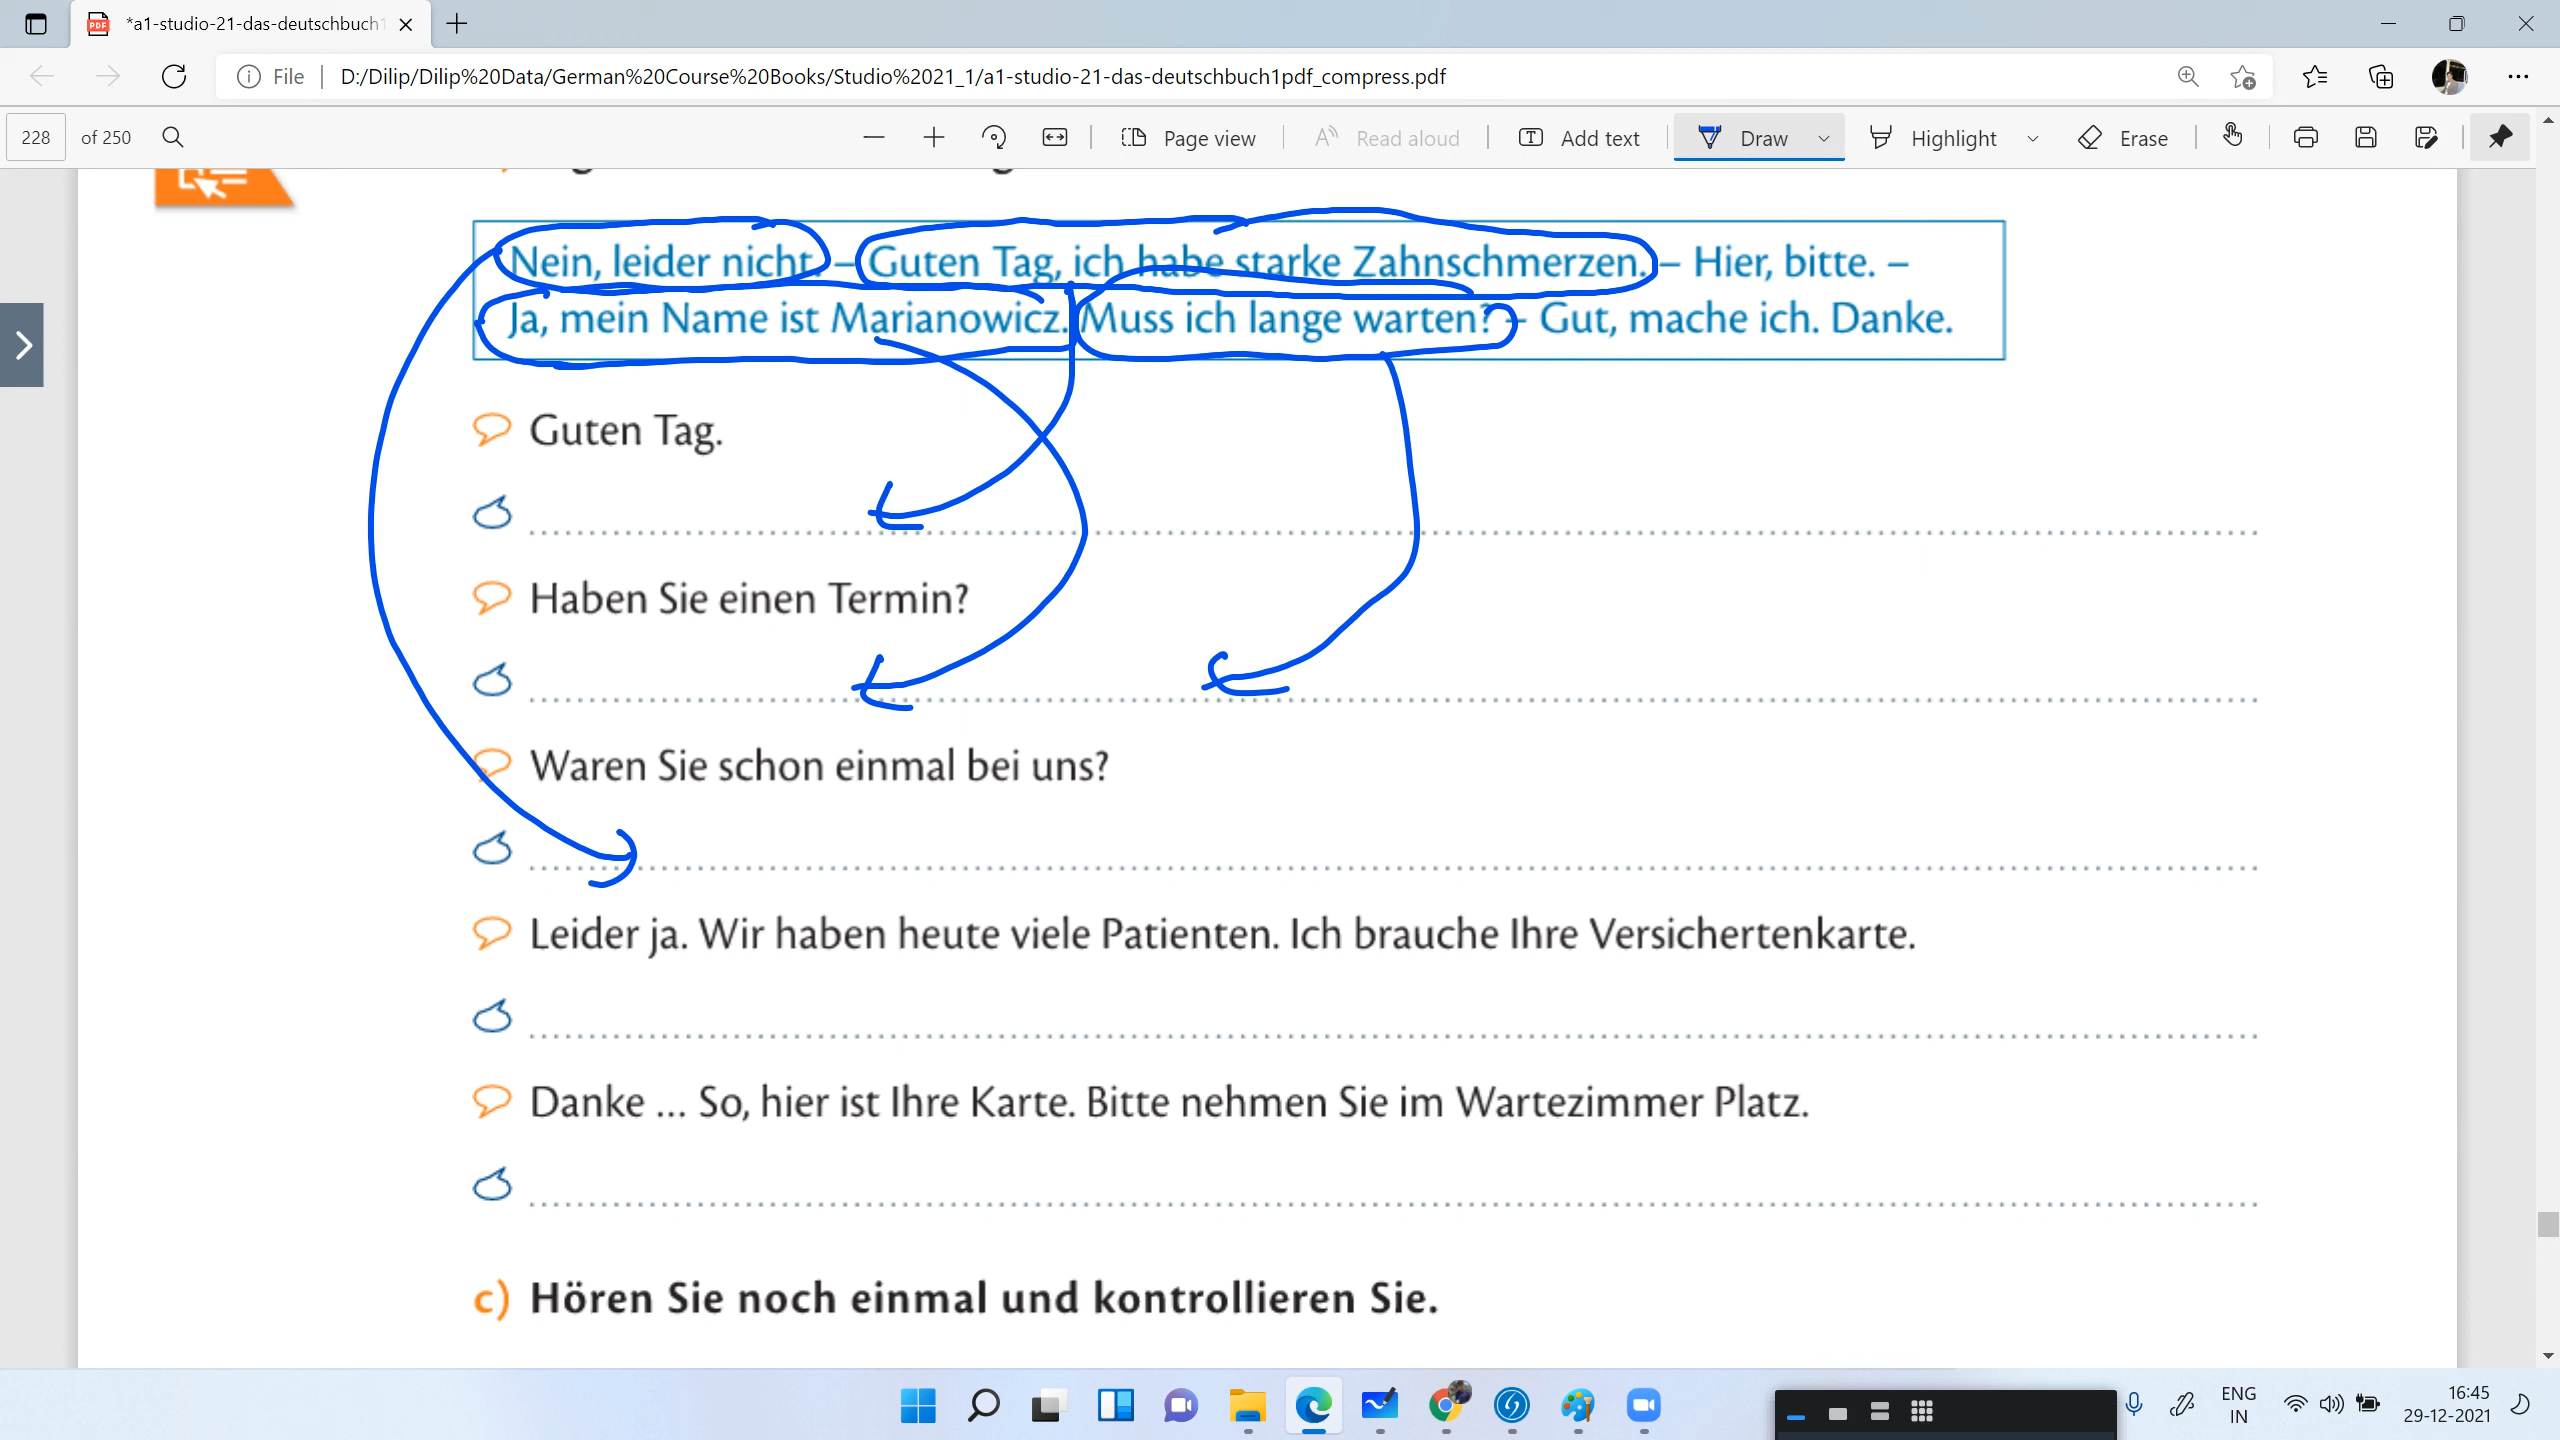 *a1-studio-21-das-deutschbuch1
File
D:/Dilip/Dilip%20Data/German%20Course%20Books/Studio%2021_1/a1-studio-21-das-deutschbuch1pdf_compress.pdf
228 of 250
Page view
Read aloud
Add text
Draw
Highlight
Erase
Nein, leider nicht. – Guten Tag, ich habe starke Zahnschmerzen. – Hier, bitte. –
Ja, mein Name ist Marianowicz. Muss ich lange warten? – Gut, mache ich. Danke.
Guten Tag.
Haben Sie einen Termin?
Waren Sie schon einmal bei uns?
Leider ja. Wir haben heute viele Patienten. Ich brauche Ihre Versichertenkarte.
Danke ... So, hier ist Ihre Karte. Bitte nehmen Sie im Wartezimmer Platz.
c) Hören Sie noch einmal und kontrollieren Sie.
ENG
IN
16:45
29-12-2021